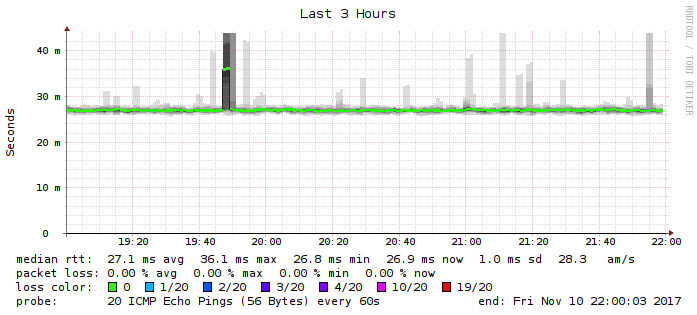 Last 3 Hours
RRDTOOL / TOBI OETIKER
Seconds
40 m
30 m
20 m
10 m
0
19:20 19:40 20:00 20:20 20:40 21:00 21:20 21:40 22:00
median rtt: 27.1 ms avg 36.1 ms max 26.8 ms min 26.9 ms now 1.0 ms sd 28.3 am/s
packet loss: 0.00 % avg 0.00 % max 0.00 % min 0.00 % now
loss color: 0 1/20 2/20 3/20 4/20 10/20 19/20
probe: 20 ICMP Echo Pings (56 Bytes) every 60s end: Fri Nov 10 22:00:03 2017